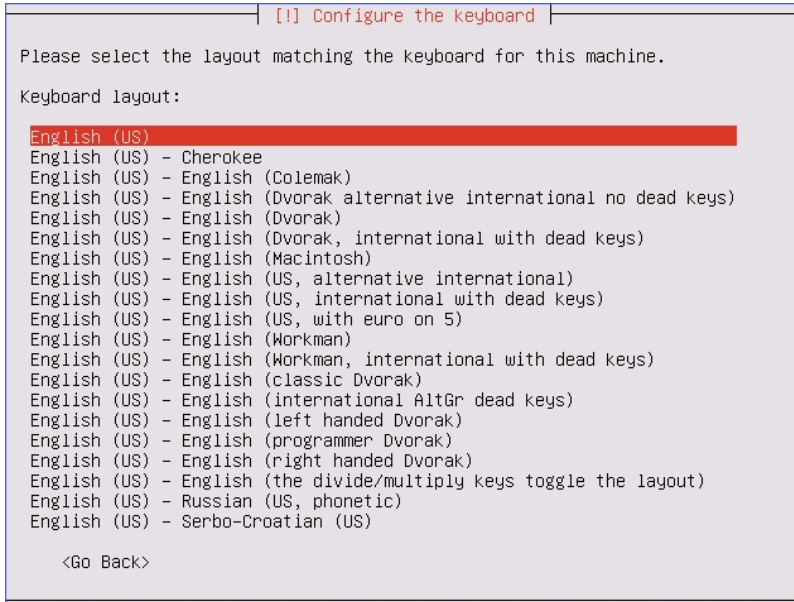 [!] Configure the keyboard
Please select the layout matching the keyboard for this machine.
Keyboard layout:
English (US)
English (US) – Cherokee
English (US) – English (Colemak)
English (US) – English (Dvorak alternative international no dead keys)
English (US) – English (Dvorak)
English (US) – English (Dvorak, international with dead keys)
English (US) – English (Macintosh)
English (US) – English (US, alternative international)
English (US) – English (US, international with dead keys)
English (US) – English (US, with euro on 5)
English (US) – English (Workman)
English (US) – English (Workman, international with dead keys)
English (US) – English (classic Dvorak)
English (US) – English (international AltGr dead keys)
English (US) – English (left handed Dvorak)
English (US) – English (programmer Dvorak)
English (US) – English (right handed Dvorak)
English (US) – English (the divide/multiply keys toggle the layout)
English (US) – Russian (US, phonetic)
English (US) – Serbo-Croatian (US)
<Go Back>